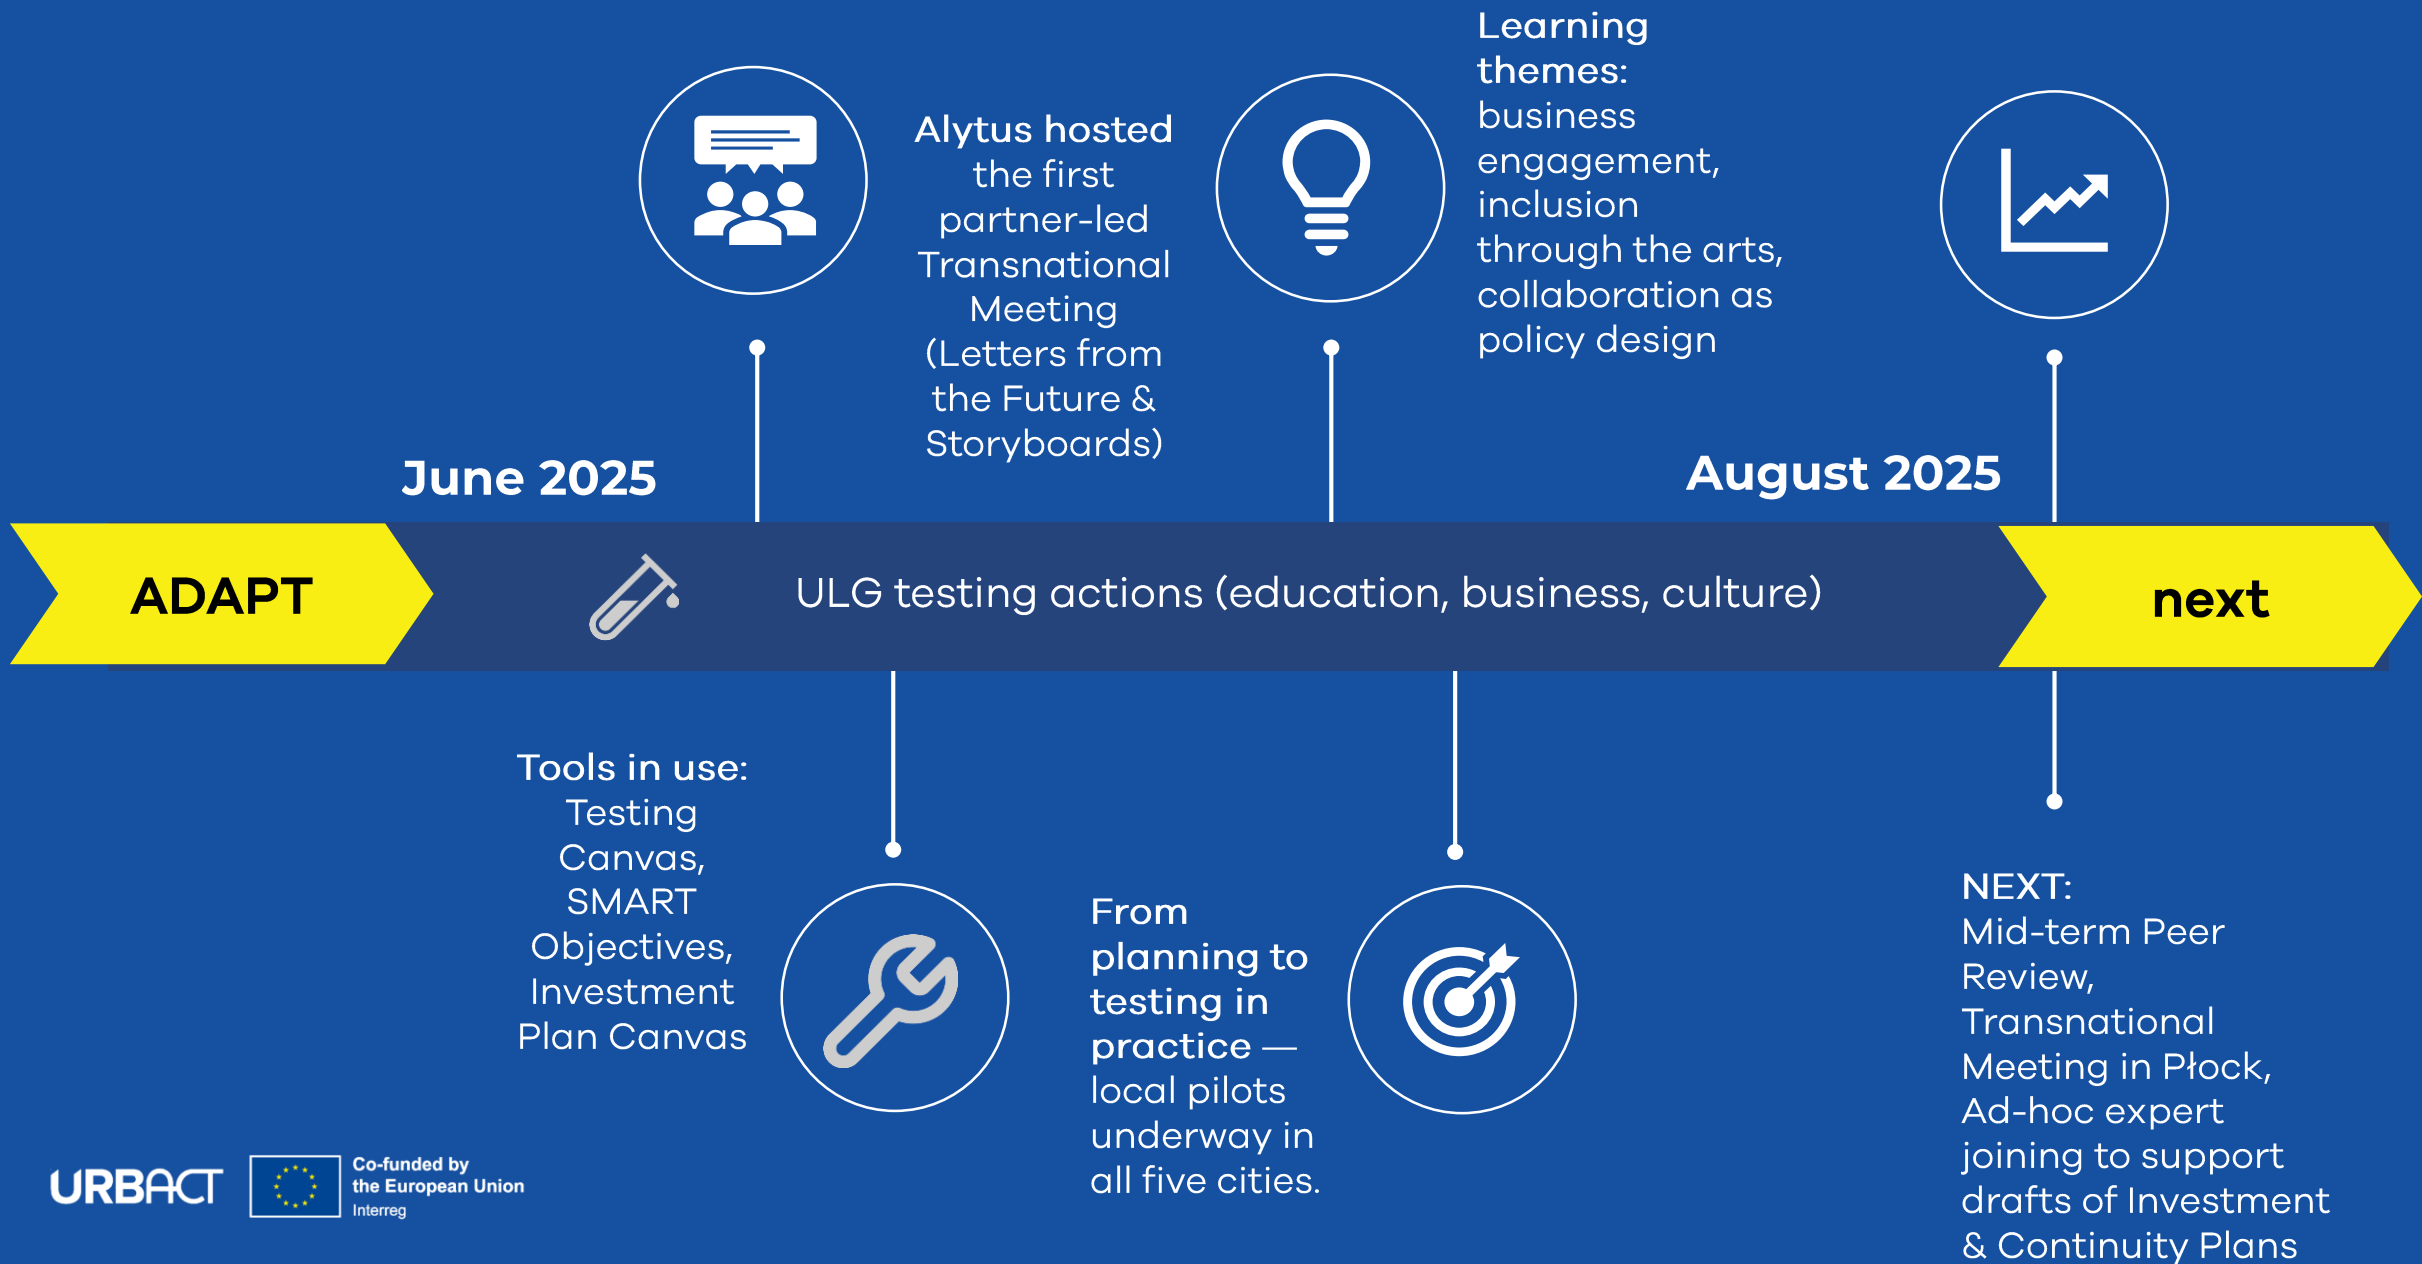 Alytus hosted
the first
partner-led
Transnational
Meeting
(Letters from
the Future &
Storyboards)
Learning
themes:
business
engagement,
inclusion
through the arts,
collaboration as
policy design
June 2025
August 2025
ADAPT
ULG testing actions (education, business, culture)
next
Tools in use:
Testing
Canvas,
SMART
Objectives,
Investment
Plan Canvas
From
planning to
testing in
practice —
local pilots
underway in
all five cities.
NEXT:
Mid-term Peer
Review,
Transnational
Meeting in Płock,
Ad-hoc expert
joining to support
drafts of Investment
& Continuity Plans
URBACT
Co-funded by
the European Union
Interreg